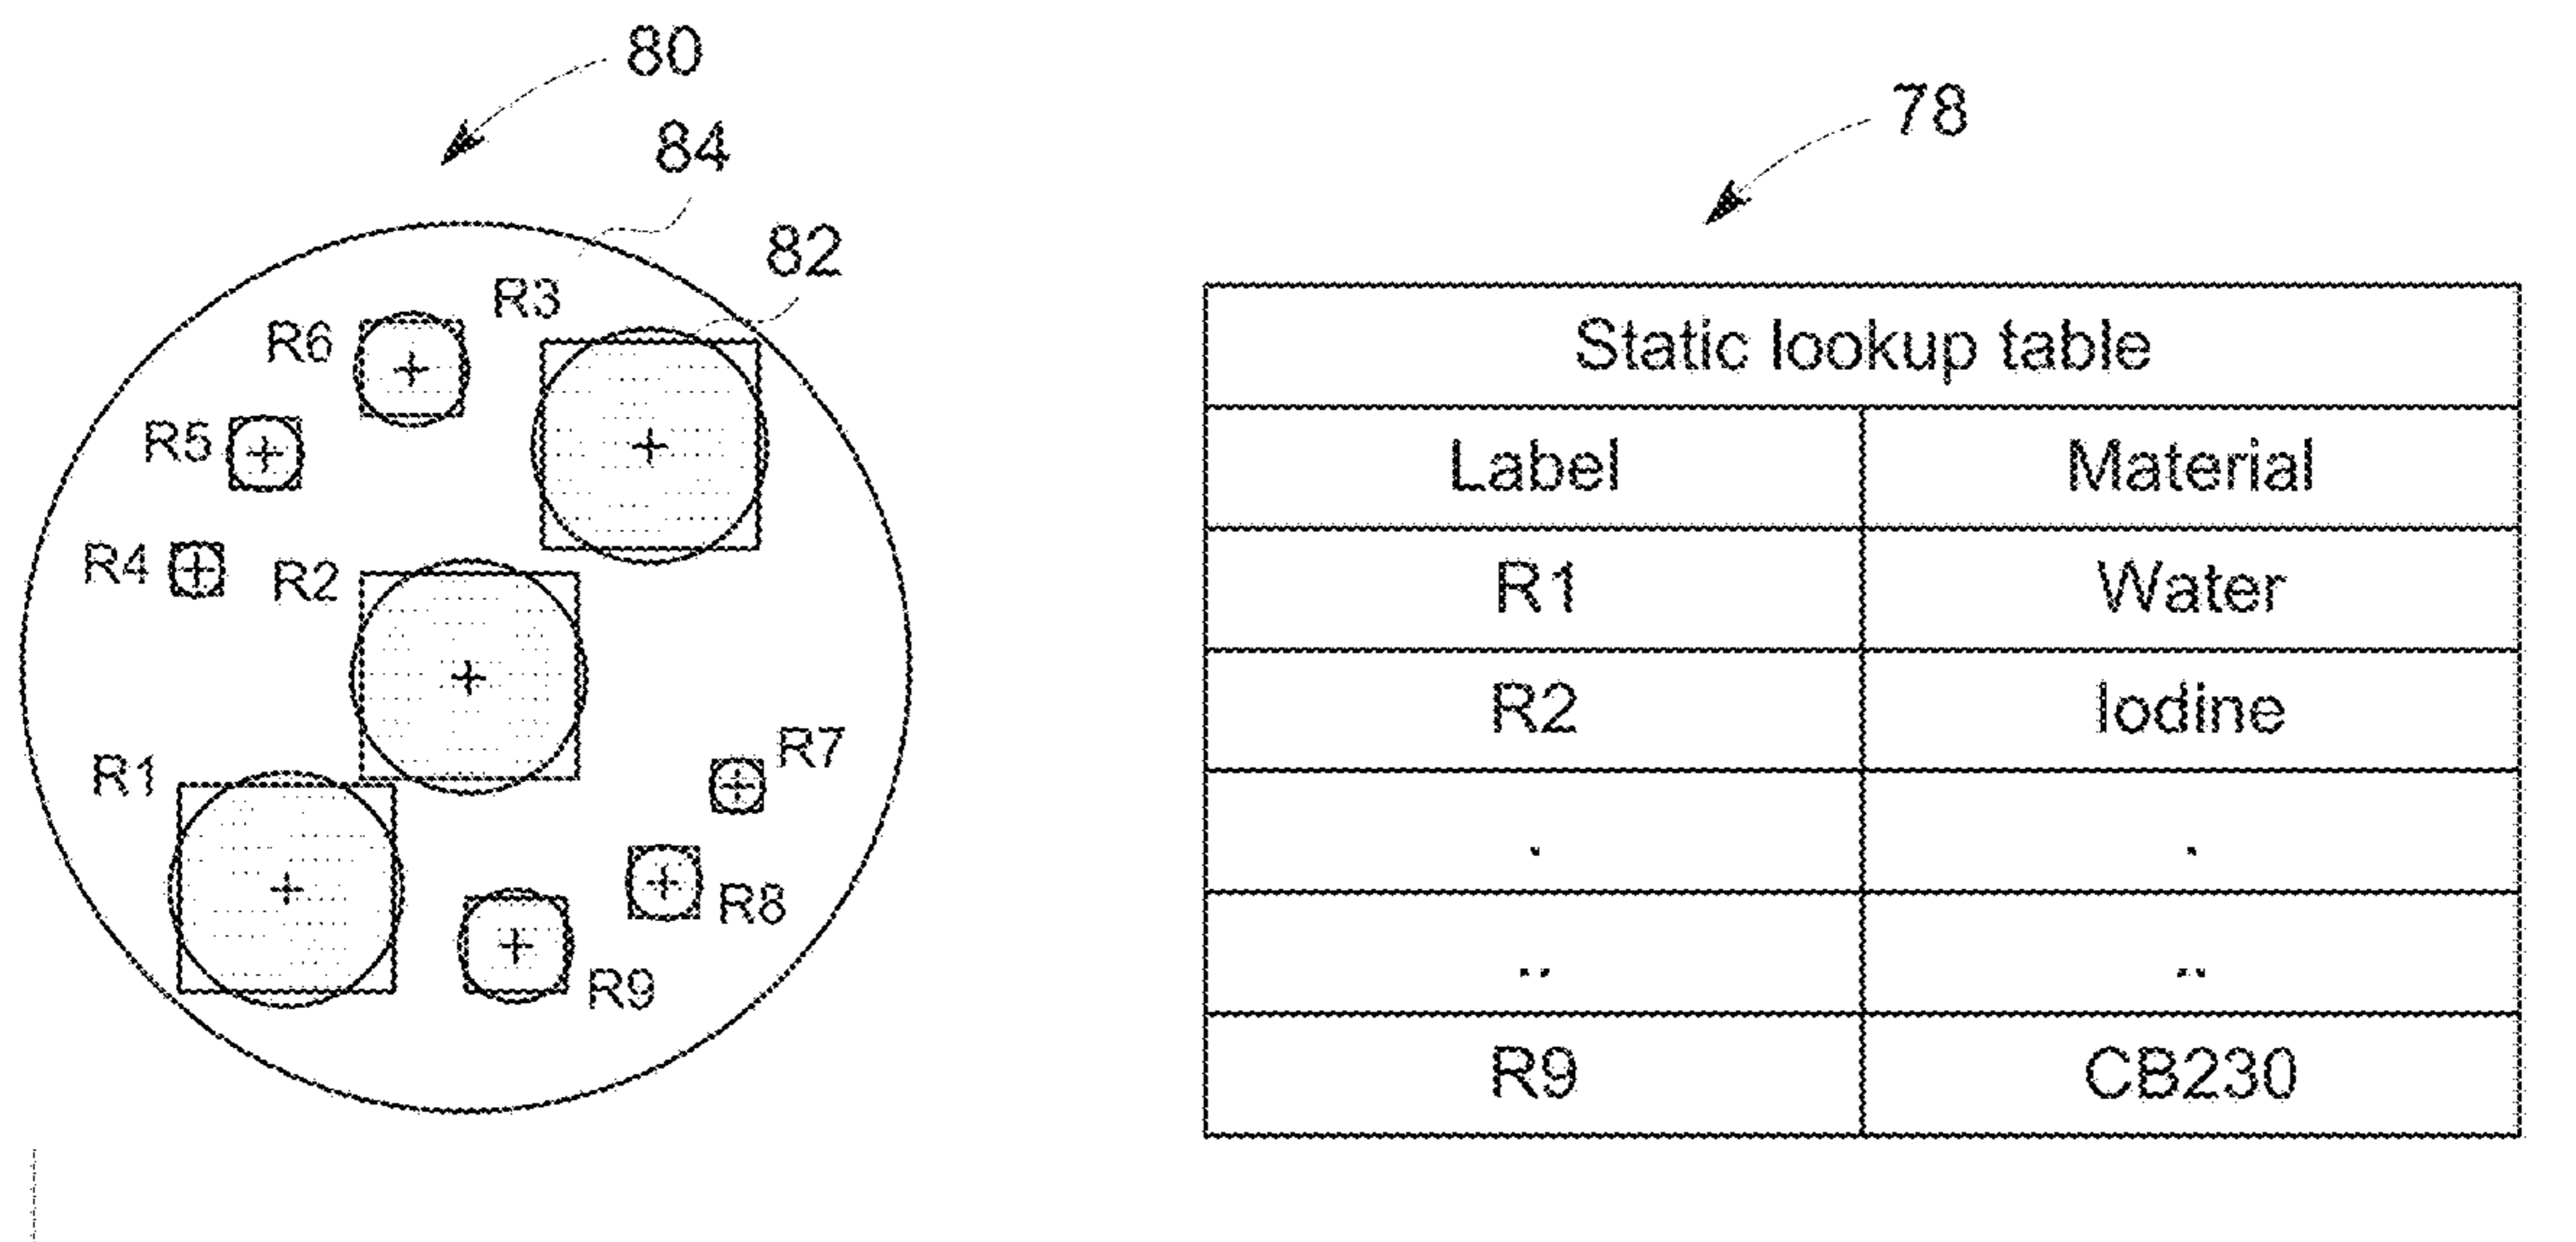 80
84
82
R3
R6
R5
R4
R2
R7
R1
R8
R9
78
Static lookup table
Label Material
R1 Water
R2 Iodine
. .
.. ..
R9 CB230